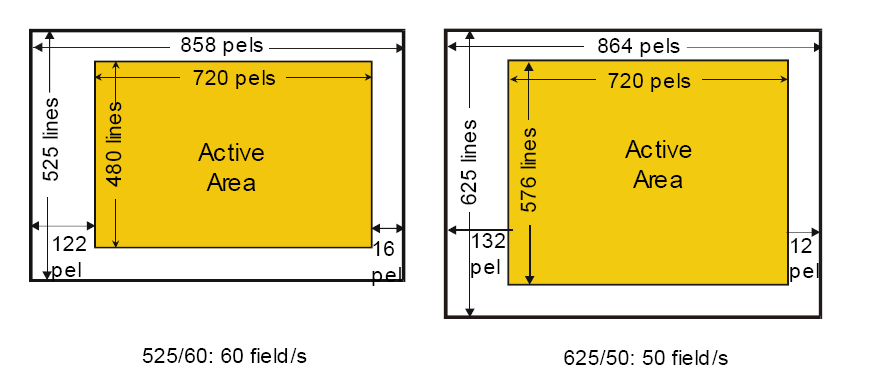 858 pels
720 pels
525 lines
480 lines
Active
Area
122
pel
16
pel
525/60: 60 field/s
864 pels
720 pels
625 lines
576 lines
Active
Area
132
pel
12
pel
625/50: 50 field/s